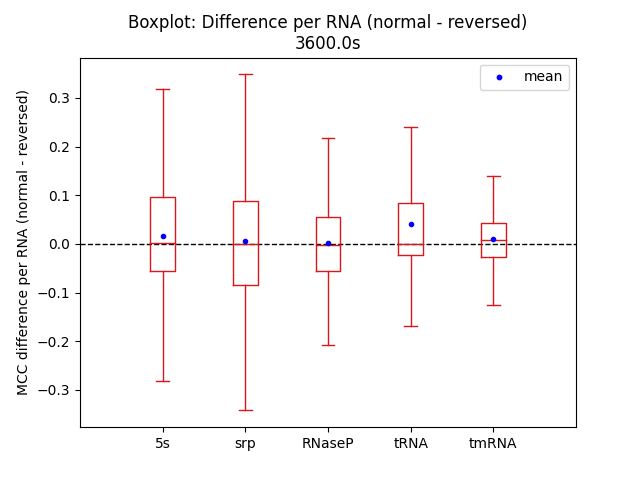 Boxplot: Difference per RNA (normal - reversed)
3600.0s
mean
MCC difference per RNA (normal - reversed)
0.3
0.2
0.1
0.0
−0.1
−0.2
−0.3
5s srp RNaseP tRNA tmRNA